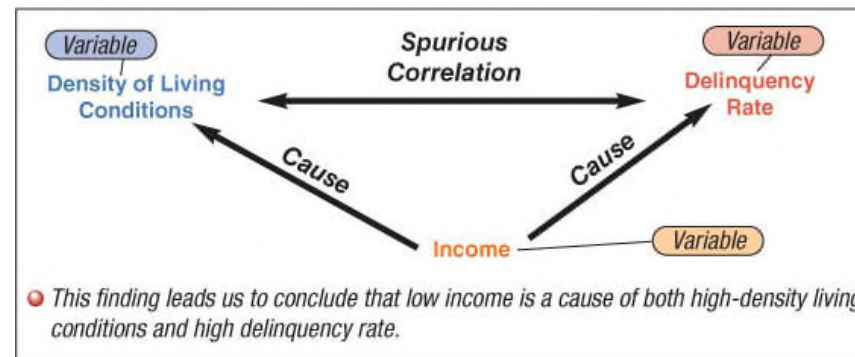 Variable
Spurious
Correlation
Variable
Density of Living
Conditions
Delinquency
Rate
Cause
Cause
Income
Variable
This finding leads us to conclude that low income is a cause of both high-density living
conditions and high delinquency rate.